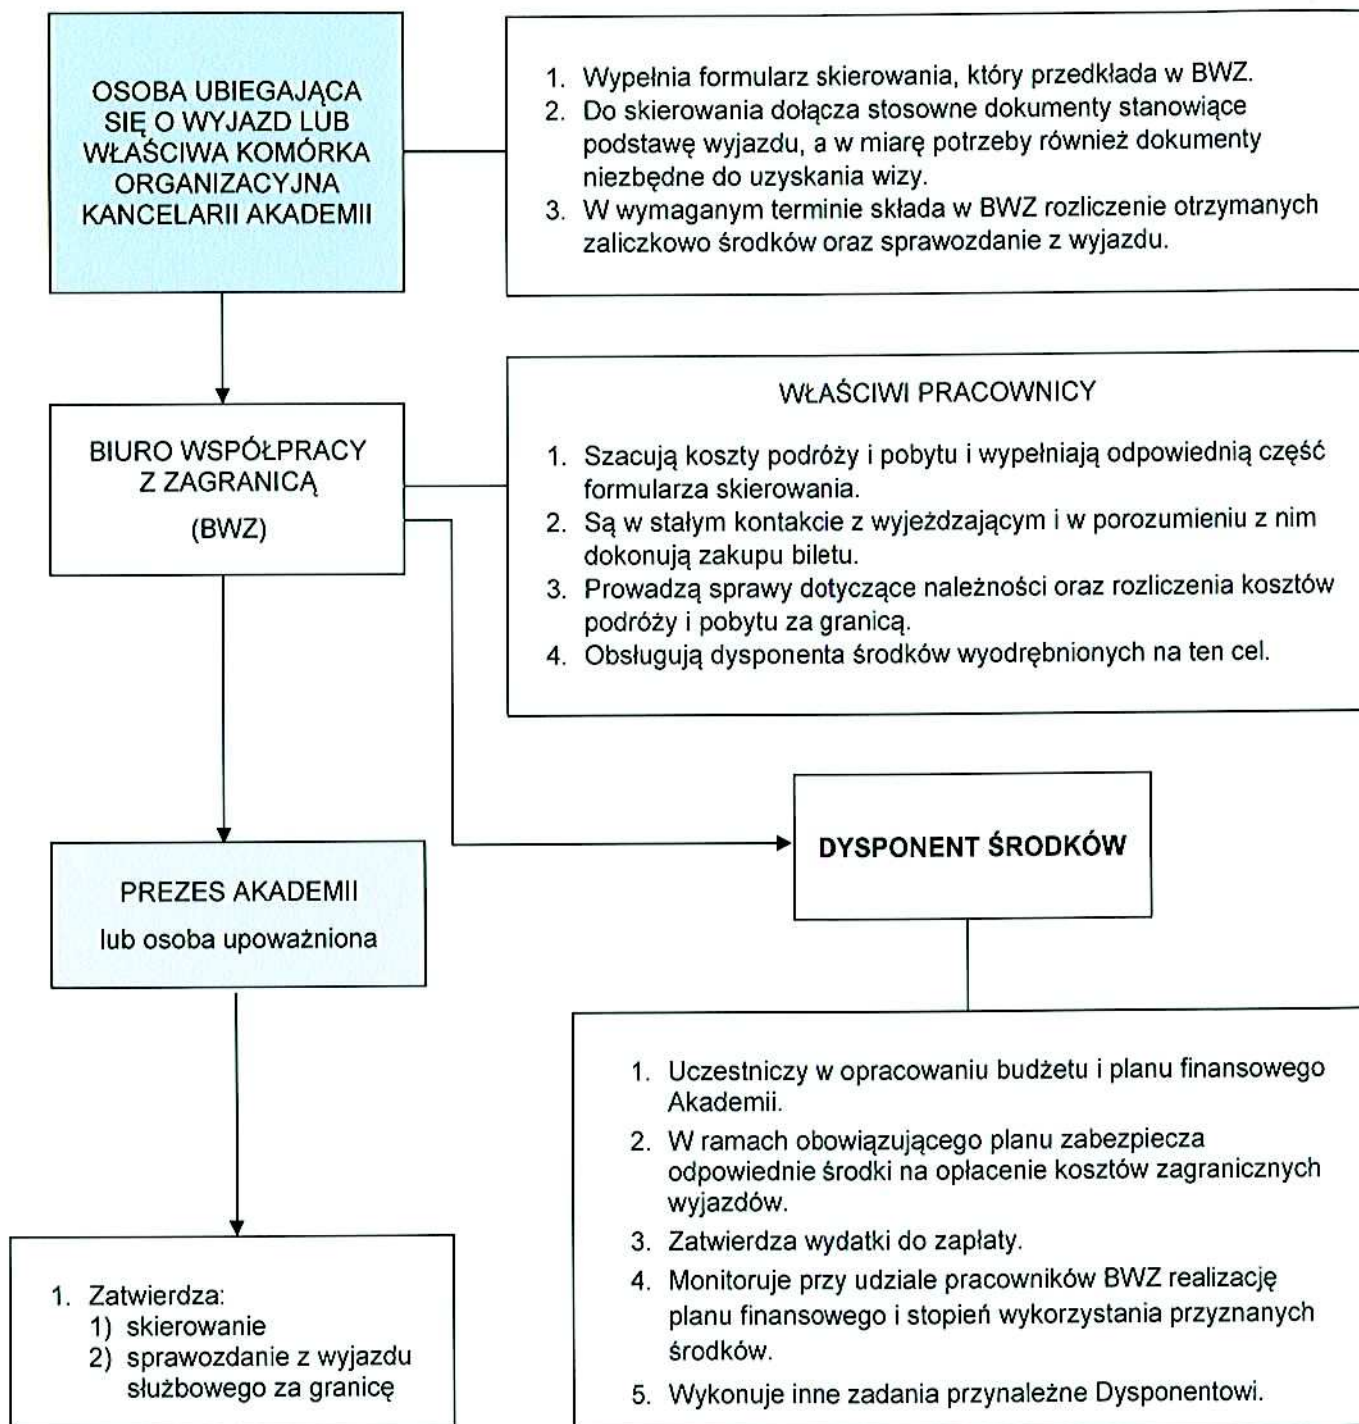 OSOBA UBIEGAJĄCA
SIĘ O WYJAZD LUB
WŁAŚCIWA KOMÓRKA
ORGANIZACYJNA
KANCELARII AKADEMII
1. Wypełnia formularz skierowania, który przedkłada w BWZ.
2. Do skierowania dołącza stosowne dokumenty stanowiące
podstawę wyjazdu, a w miarę potrzeby również dokumenty
niezbędne do uzyskania wizy.
3. W wymaganym terminie składa w BWZ rozliczenie otrzymanych
zaliczkowo środków oraz sprawozdanie z wyjazdu.
BIURO WSPÓŁPRACY
Z ZAGRANICĄ
(BWZ)
WŁAŚCIWI PRACOWNICY
1. Szacują koszty podróży i pobytu i wypełniają odpowiednią część
formularza skierowania.
2. Są w stałym kontakcie z wyjeżdzającym i w porozumieniu z nim
dokonują zakupu biletu.
3. Prowadzą sprawy dotyczące należności oraz rozliczenia kosztów
podróży i pobytu za granicą.
4. Obsługują dysponenta środków wyodrębnionych na ten cel.
DYSPONENT ŚRODKÓW
PREZES AKADEMII
lub osoba upoważniona
1. Uczestniczy w opracowaniu budżetu i planu finansowego
Akademii.
2. W ramach obowiązującego planu zabezpiecza
odpowiednie środki na opłacenie kosztów zagranicznych
wyjazdów.
3. Zatwierdza wydatki do zapłaty.
4. Monitoruje przy udziale pracowników BWZ realizację
planu finansowego i stopień wykorzystania przyznanych
środków.
5. Wykonuje inne zadania przynależne Dysponentowi.
1. Zatwierdza:
1) skierowanie
2) sprawozdanie z wyjazdu
służbowego za granicę